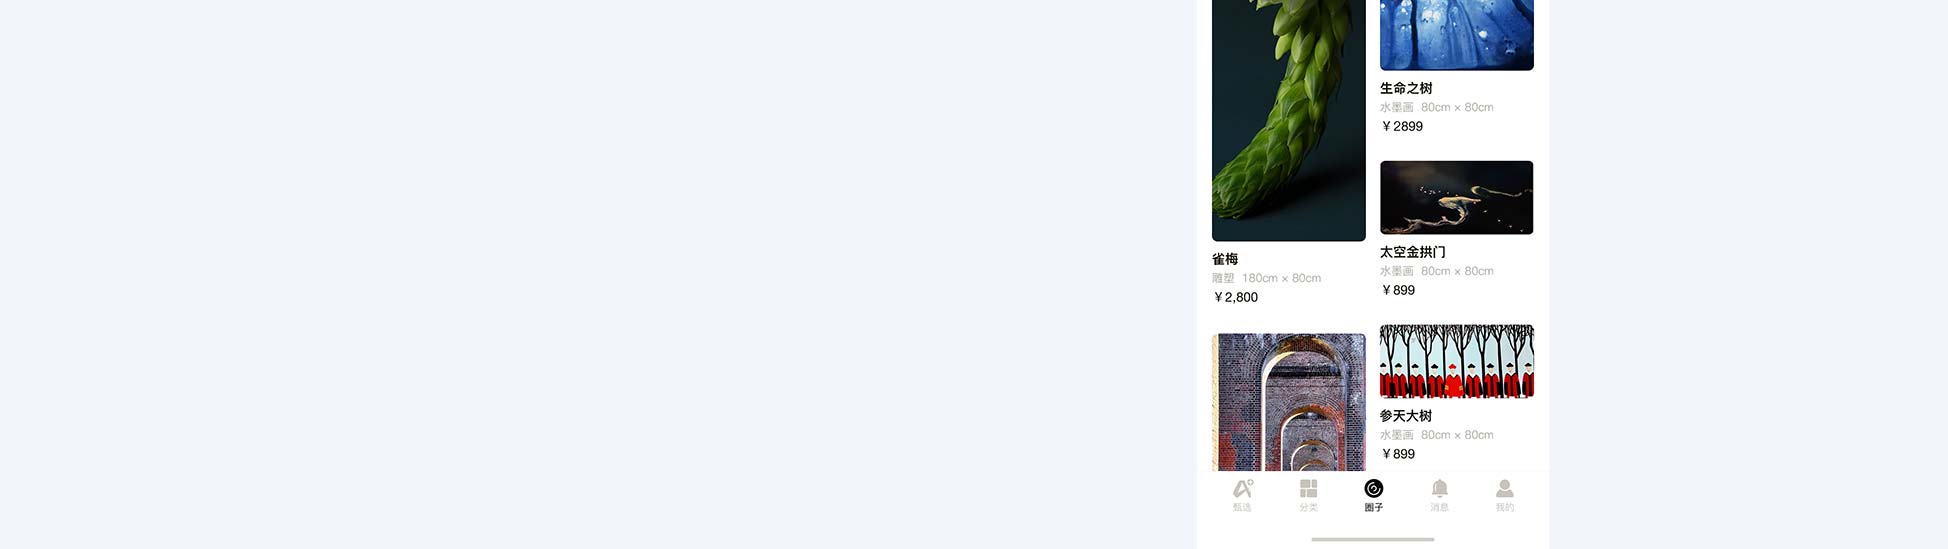 生命之树
水墨画 80cm × 80cm
￥2899
太空金拱门
水墨画 80cm × 80cm
￥899
雀梅
雕塑 180cm × 80cm
￥2,800
参天大树
水墨画 80cm × 80cm
￥899
甄选
分类
圈子
消息
我的